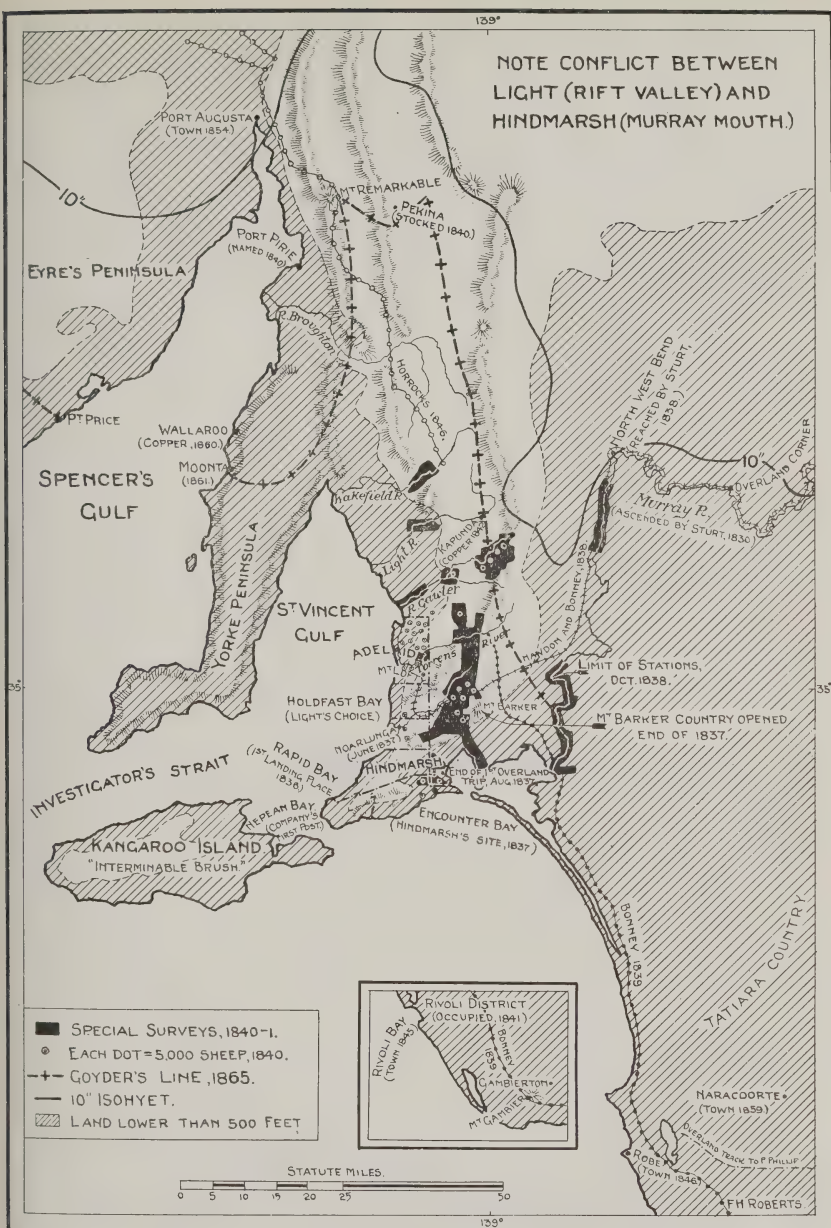 139°
NOTE CONFLICT BETWEEN
LIGHT (RIFT VALLEY) AND
HINDMARSH (MURRAY MOUTH.)
PORT AUGUSTA
(TOWN 1854)
10"
MT REMARKABLE
PEKINA
(STOCKED 1840.)
PORT PIRIE
(NAMED 1840)
EYRE'S PENINSULA
R. Broughton
HORROCKS 1846.
NORTH WEST BEND
REACHED BY STURT,
1838.)
PT PRICE
WALLAROO
(COPPER, 1860.)
MOONTA
(1861.)
10"
OVERLAND CORNER
SPENCER'S
GULF
Wakefield R.
Murray R.
(ASCENDED BY STURT, 1830)
KAPUNDA
Light R.
YORKE PENINSULA
ST VINCENT
GULF
R. Gawler
HAWDON AND BONNEY, 1838.
ADELAIDE
Torrens
River
LIMIT OF STATIONS,
OCT. 1838.
35°
35°
HOLDFAST BAY
(LIGHT'S CHOICE)
MT BARKER
MT BARKER COUNTRY OPENED
END OF 1837.
NOARLUNGA
(JUNE 1837)
INVESTIGATOR'S STRAIT
RAPID BAY
(1ST LANDING PLACE
1838.)
HINDMARSH
END OF 1ST OVERLAND
TRIP, AUG. 1837.
NEPEAN BAY
(COMPANY'S
FIRST POST.)
ENCOUNTER BAY
(HINDMARSH'S SITE, 1837)
KANGAROO ISLAND
"INTERMINABLE BRUSH"
BONNEY
1839
TATIARA COUNTRY
RIVOLI DISTRICT
(OCCUPIED, 1841)
RIVOLI BAY
(TOWN 1845)
BONNEY
1839
GAMBIERTON
MT GAMBIER
SPECIAL SURVEYS, 1840-1.
EACH DOT = 5,000 SHEEP, 1840.
GOYDER'S LINE, 1865.
10" ISOHYET.
LAND LOWER THAN 500 FEET
NARACOORTE
(TOWN 1859)
OVERLAND TRACK TO P. PHILLIP
ROBE
(TOWN 1846)
STATUTE MILES.
0 5 10 15 20 25 50
F H ROBERTS
139°